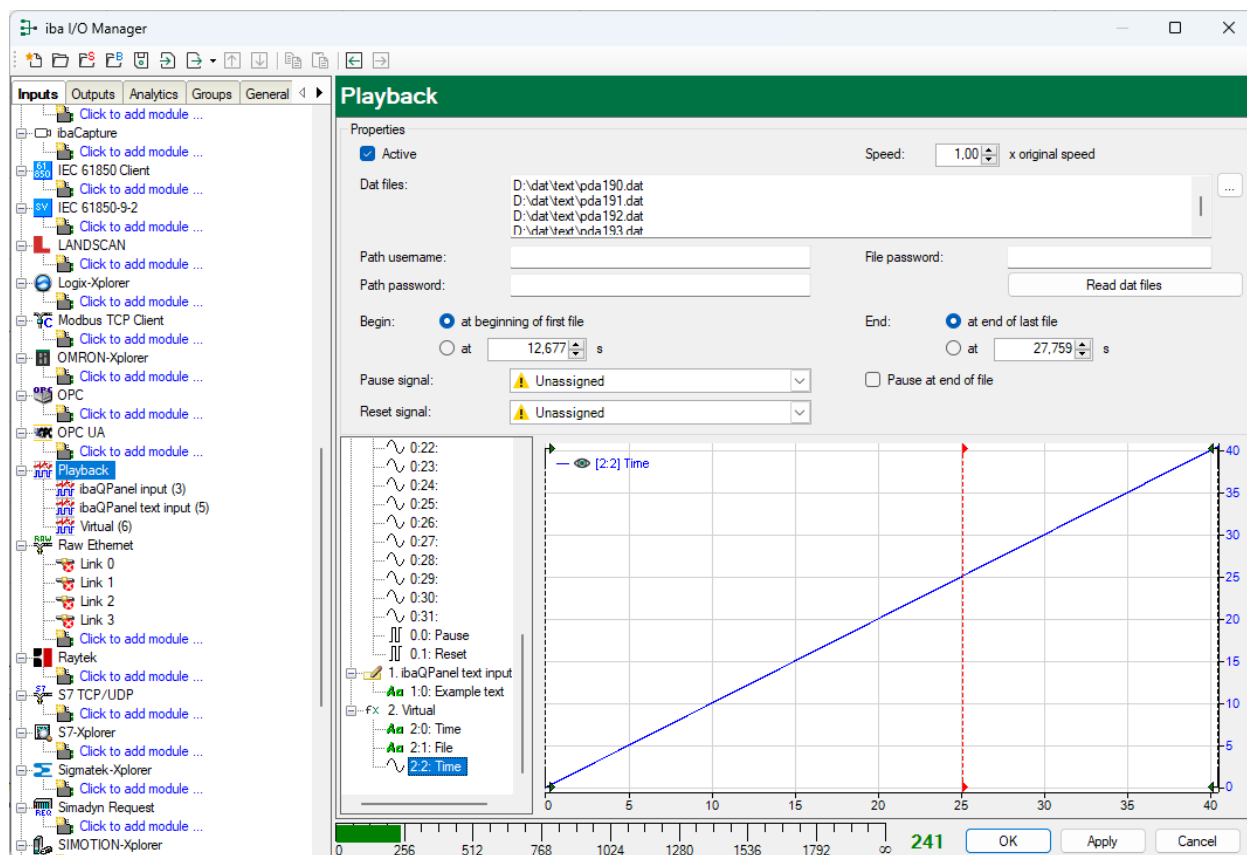 iba I/O Manager
Inputs Outputs Analytics Groups General
Click to add module ...
ibaCapture
Click to add module ...
IEC 61850 Client
Click to add module ...
IEC 61850-9-2
Click to add module ...
LANDSCAN
Click to add module ...
Logix-Xplorer
Click to add module ...
Modbus TCP Client
Click to add module ...
OMRON-Xplorer
Click to add module ...
OPC
Click to add module ...
OPC UA
Click to add module ...
Playback
ibaQPanel input (3)
ibaQPanel text input (5)
Virtual (6)
Raw Ethernet
Link 0
Link 1
Link 2
Link 3
Click to add module ...
Raytek
Click to add module ...
S7 TCP/UDP
Click to add module ...
S7-Xplorer
Click to add module ...
Sigmatek-Xplorer
Click to add module ...
Simadyn Request
Click to add module ...
SIMOTION-Xplorer
Playback
Properties
Active
Speed: 1,00 x original speed
Dat files:
D:\dat\text\pda190.dat
D:\dat\text\pda191.dat
D:\dat\text\pda192.dat
D:\dat\text\pda193.dat
...
Path username:
File password:
Path password:
Read dat files
Begin: at beginning of first file
End: at end of last file
at 12,677 s
at 27,759 s
Pause signal: Unassigned
Pause at end of file
Reset signal: Unassigned
0:22:
0:23:
0:24:
0:25:
0:26:
0:27:
0:28:
0:29:
0:30:
0:31:
0.0: Pause
0.1: Reset
1. ibaQPanel text input
Aa 1:0: Example text
fx 2. Virtual
Aa 2:0: Time
Aa 2:1: File
2:2: Time
[2:2] Time
40
35
30
25
20
15
10
5
0
0 5 10 15 20 25 30 35 40
0 256 512 768 1024 1280 1536 1792 ∞
241
OK Apply Cancel